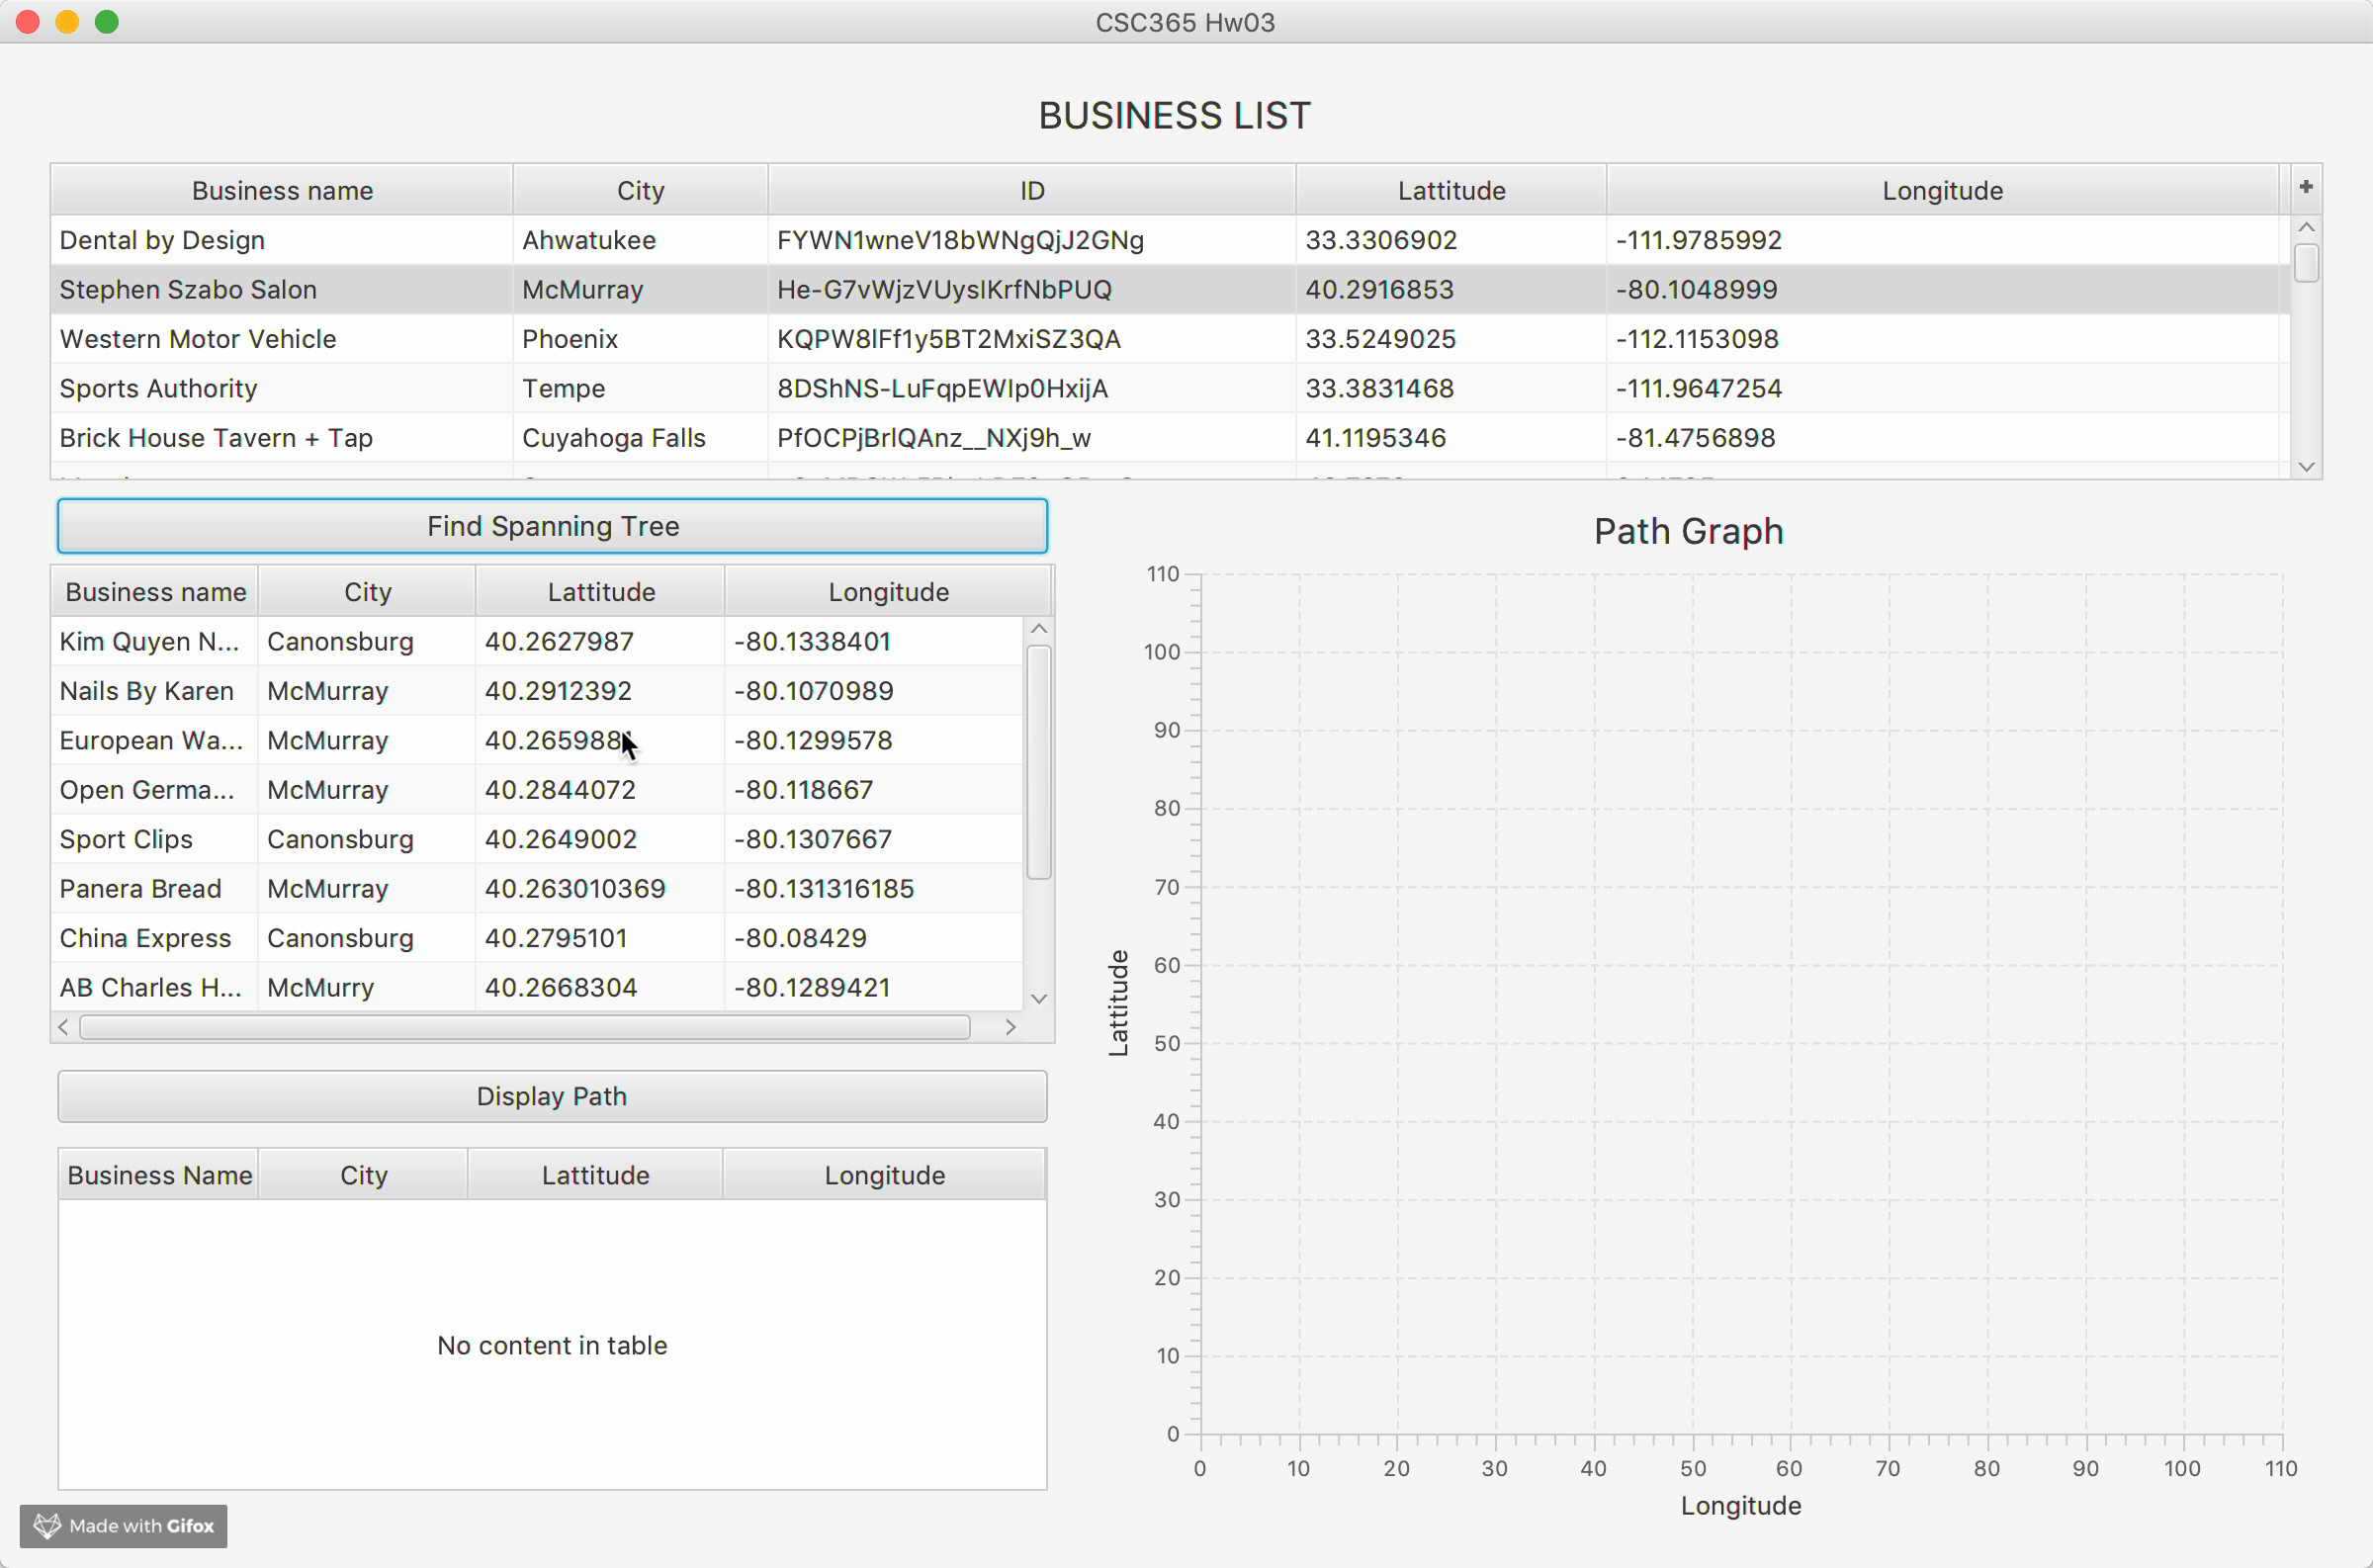 CSC365 Hw03
BUSINESS LIST
Business name City ID Lattitude Longitude +
Dental by Design Ahwatukee FYWN1wneV18bWNgQjJ2GNg 33.3306902 -111.9785992
Stephen Szabo Salon McMurray He-G7vWjzVUysIKrfNbPUQ 40.2916853 -80.1048999
Western Motor Vehicle Phoenix KQPW8lFf1y5BT2MxiSZ3QA 33.5249025 -112.1153098
Sports Authority Tempe 8DShNS-LuFqpEWIp0HxijA 33.3831468 -111.9647254
Brick House Tavern + Tap Cuyahoga Falls PfOCPjBrlQAnz__NXj9h_w 41.1195346 -81.4756898
Find Spanning Tree
Business name City Lattitude Longitude
Kim Quyen N... Canonsburg 40.2627987 -80.1338401
Nails By Karen McMurray 40.2912392 -80.1070989
European Wa... McMurray 40.265988 -80.1299578
Open Germa... McMurray 40.2844072 -80.118667
Sport Clips Canonsburg 40.2649002 -80.1307667
Panera Bread McMurray 40.263010369 -80.131316185
China Express Canonsburg 40.2795101 -80.08429
AB Charles H... McMurry 40.2668304 -80.1289421
Display Path
Business Name City Lattitude Longitude
No content in table
Path Graph
110
100
90
80
70
60
50
40
30
20
10
0
Lattitude
0 10 20 30 40 50 60 70 80 90 100 110
Longitude
Made with Gifox